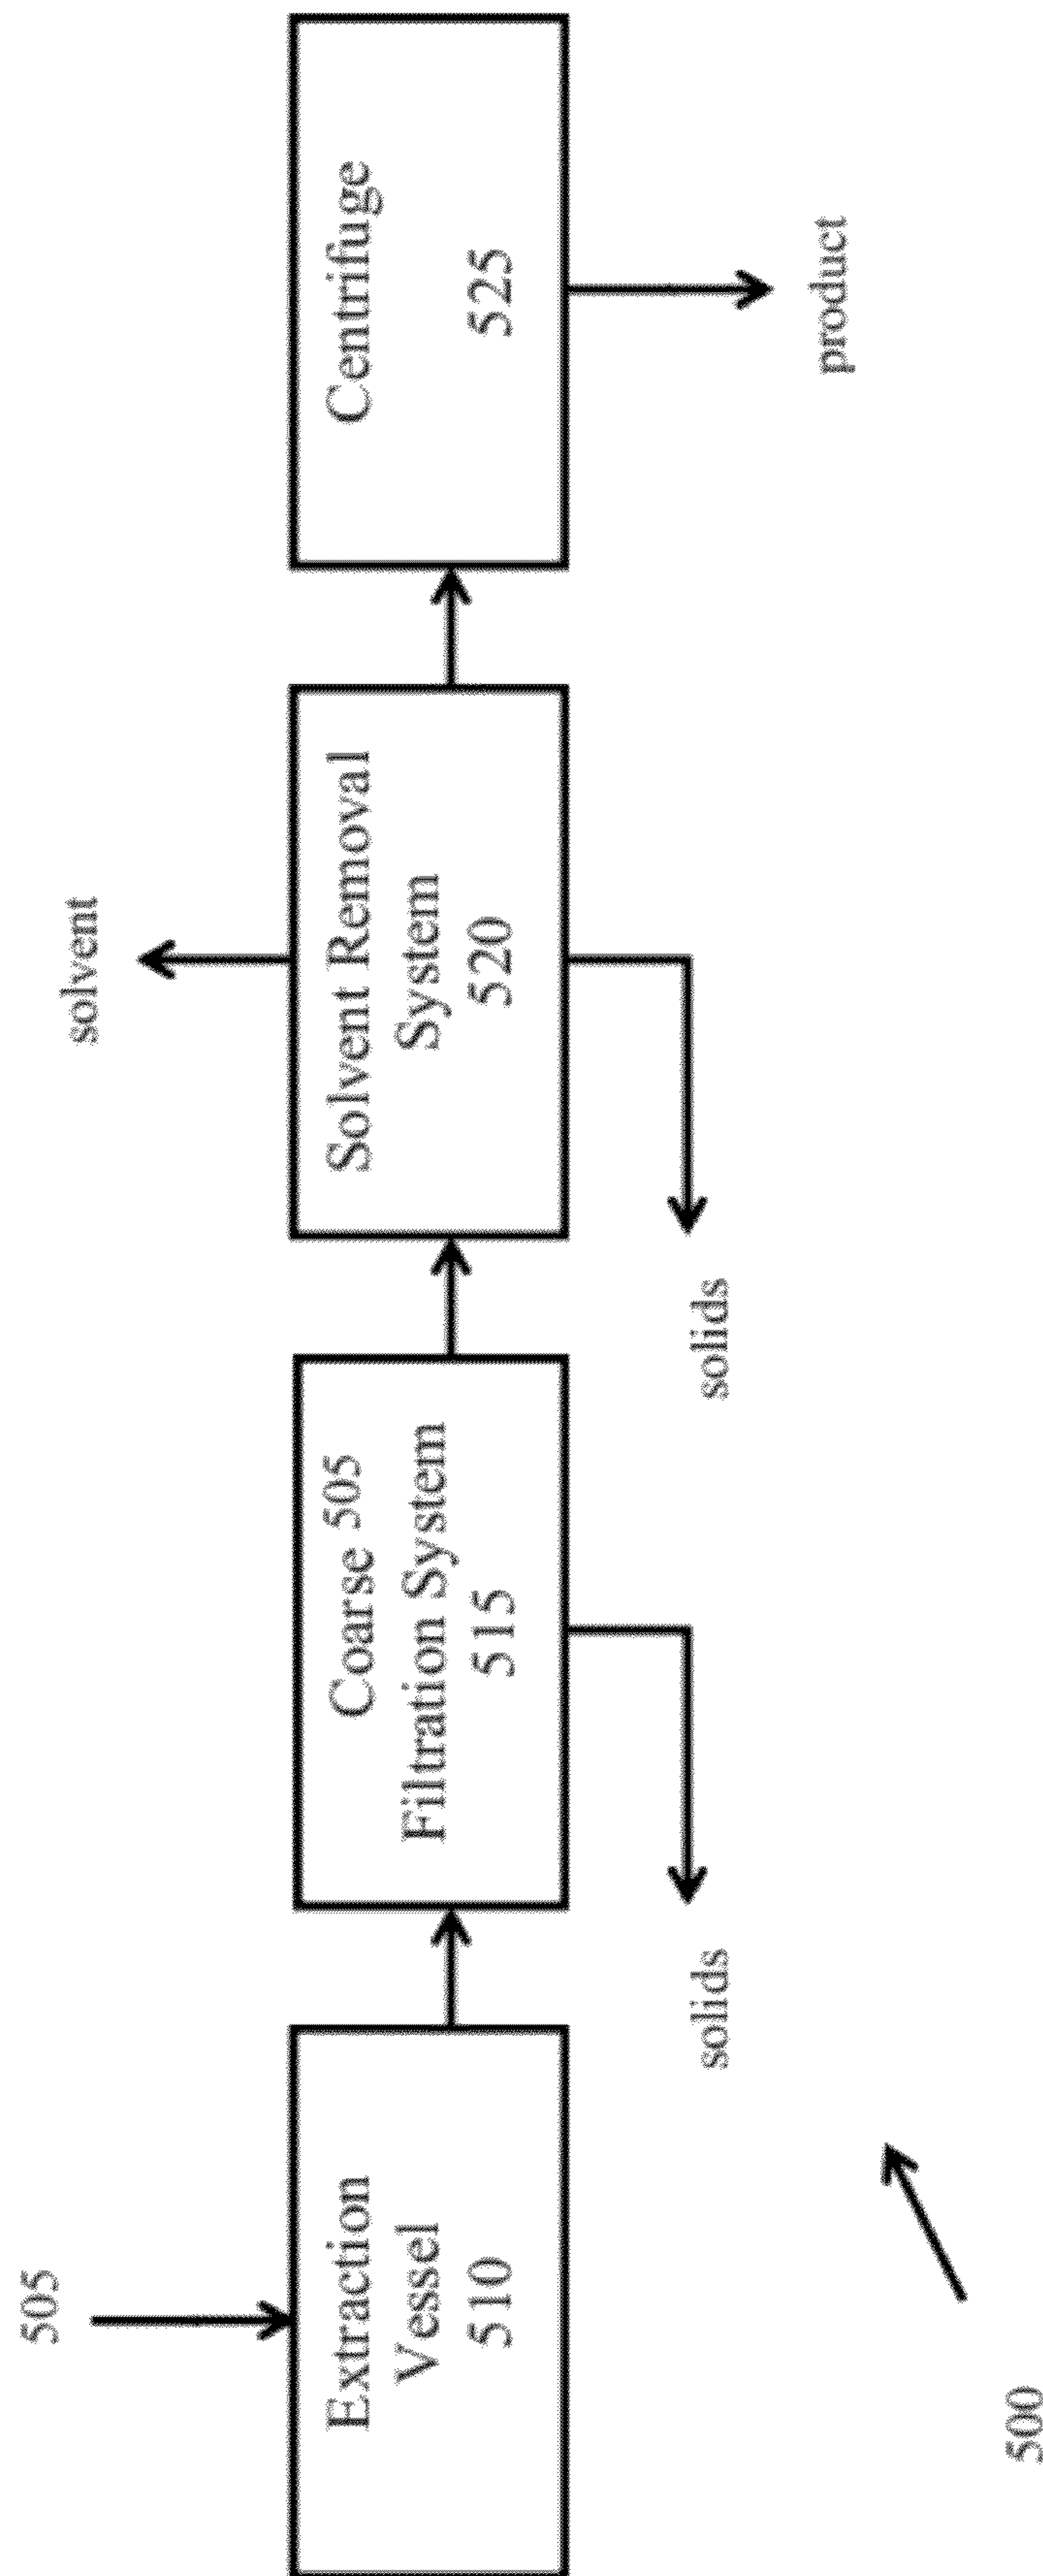 505
Extraction
Vessel
510
Coarse 505
Filtration System
515
solids
solvent
Solvent Removal
System
520
solids
Centrifuge
525
product
500